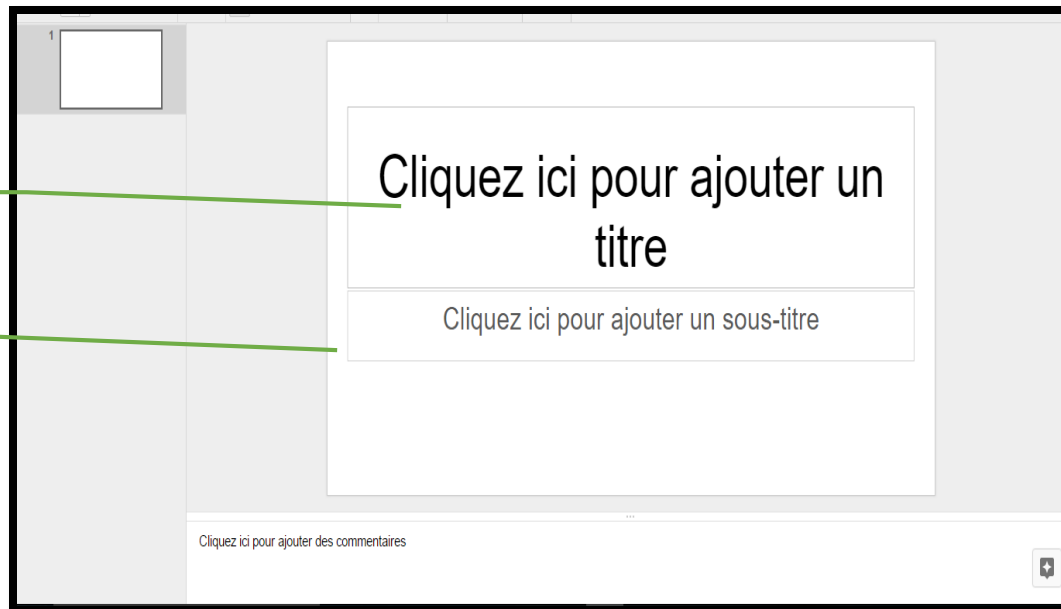 1
Cliquez ici pour ajouter un
titre
Cliquez ici pour ajouter un sous-titre
Cliquez ici pour ajouter des commentaires